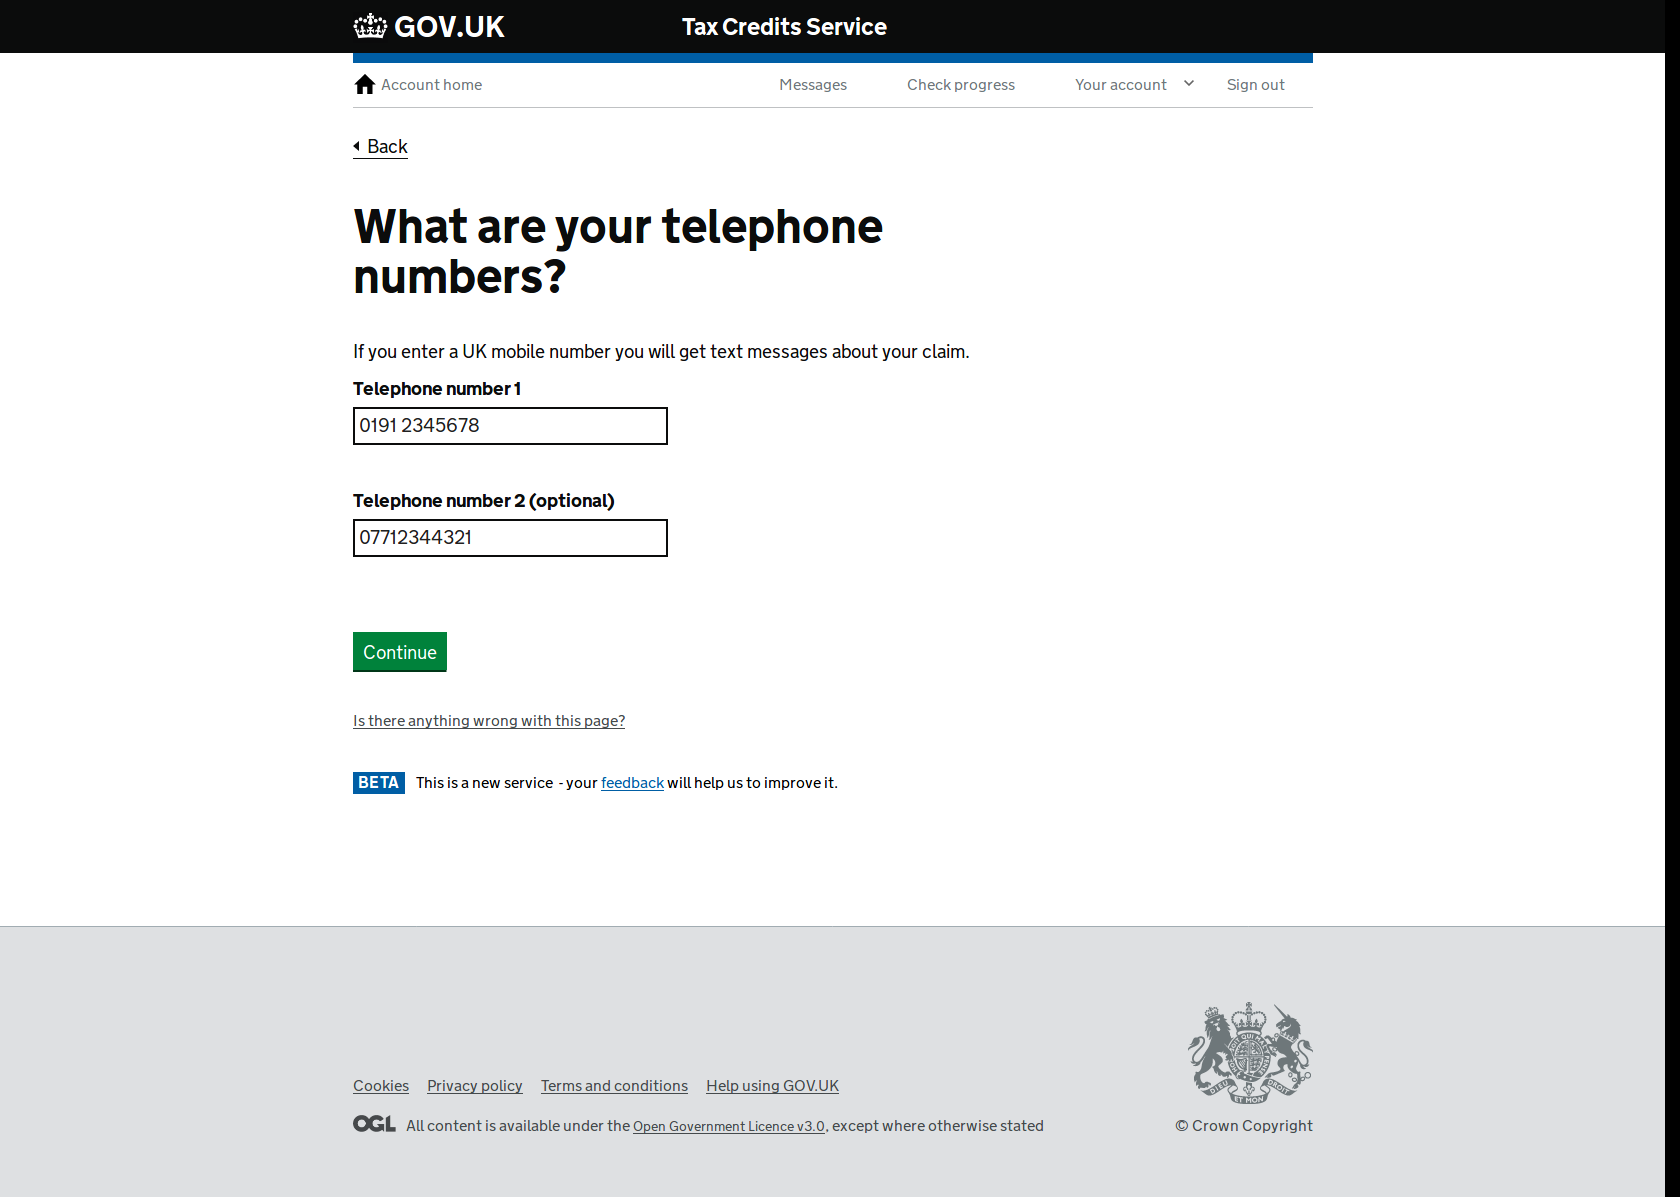 GOV.UK
Tax Credits Service
Account home Messages Check progress Your account Sign out
Back
What are your telephone
numbers?
If you enter a UK mobile number you will get text messages about your claim.
Telephone number 1
0191 2345678
Telephone number 2 (optional)
07712344321
Continue
Is there anything wrong with this page?
BETA This is a new service - your feedback will help us to improve it.
Cookies Privacy policy Terms and conditions Help using GOV.UK
OGL All content is available under the Open Government Licence v3.0, except where otherwise stated
DIEU ET MON DROIT
© Crown Copyright